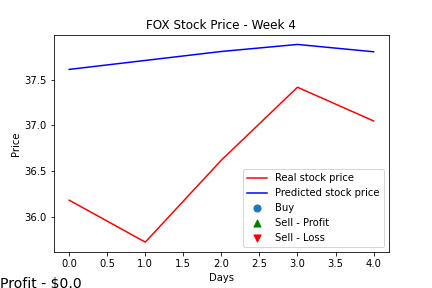 FOX Stock Price - Week 4
Price
37.5
37.0
36.5
36.0
Real stock price
Predicted stock price
Buy
Sell - Profit
Sell - Loss
0.0 0.5 1.0 1.5 2.0 2.5 3.0 3.5 4.0
Days
Profit - $0.0